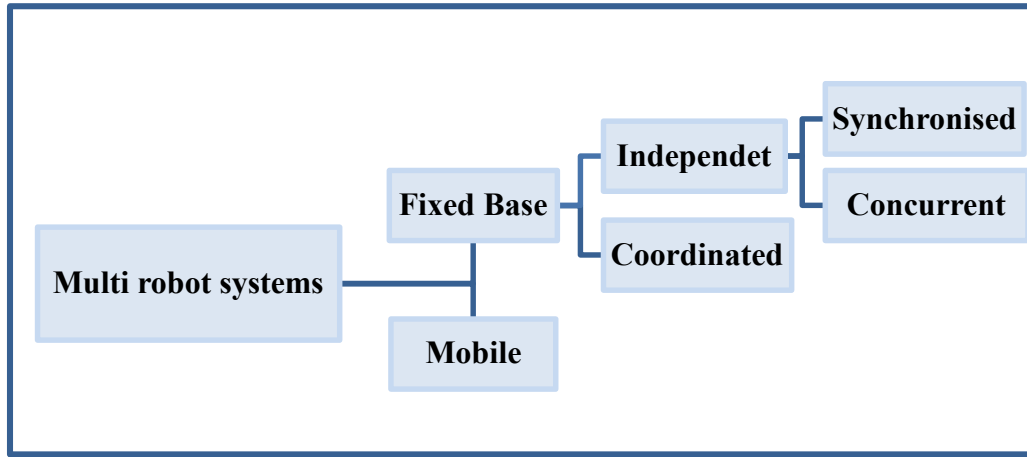 Multi robot systems
Fixed Base
Mobile
Independet
Coordinated
Synchronised
Concurrent